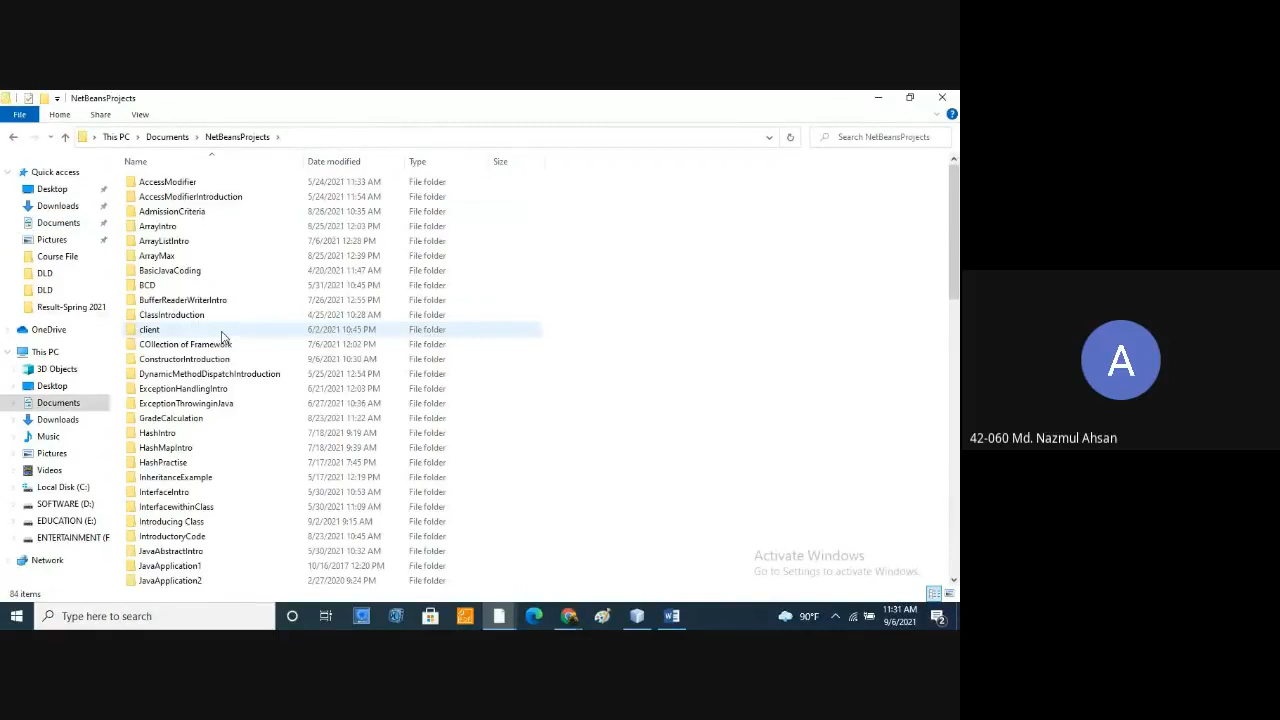 NetBeansProjects
File Home Share View
This PC Documents NetBeansProjects
Search NetBeansProjects
Name Date modified Type Size
Quick access
Desktop
Downloads
Documents
Pictures
Course File
DLD
DLD
Result-Spring 2021
OneDrive
This PC
3D Objects
Desktop
Documents
Downloads
Music
Pictures
Videos
Local Disk (C:)
SOFTWARE (D:)
EDUCATION (E:)
ENTERTAINMENT (F
Network
AccessModifier 5/24/2021 11:33 AM File folder
AccessModifierIntroduction 5/24/2021 11:54 AM File folder
AdmissionCriteria 8/26/2021 10:35 AM File folder
ArrayIntro 8/25/2021 12:03 PM File folder
ArrayListIntro 7/6/2021 12:28 PM File folder
ArrayMax 8/25/2021 12:39 PM File folder
BasicJavaCoding 4/20/2021 11:47 AM File folder
BCD 5/31/2021 10:45 PM File folder
BufferReaderWriterIntro 7/26/2021 12:55 PM File folder
ClassIntroduction 4/25/2021 10:28 AM File folder
client 6/2/2021 10:45 PM File folder
COllection of Framework 7/6/2021 12:02 PM File folder
ConstructorIntroduction 9/6/2021 10:30 AM File folder
DynamicMethodDispatchIntroduction 5/25/2021 12:54 PM File folder
ExceptionHandlingIntro 6/21/2021 12:03 PM File folder
ExceptionThrowinginJava 6/27/2021 10:36 AM File folder
GradeCalculation 8/23/2021 11:22 AM File folder
HashIntro 7/18/2021 9:19 AM File folder
HashMapIntro 7/18/2021 9:39 AM File folder
HashPractise 7/17/2021 7:45 PM File folder
InheritanceExample 5/17/2021 12:19 PM File folder
InterfaceIntro 5/30/2021 10:53 AM File folder
InterfacewithinClass 5/30/2021 11:09 AM File folder
Introducing Class 9/2/2021 9:15 AM File folder
IntroductoryCode 8/23/2021 10:45 AM File folder
JavaAbstractIntro 5/30/2021 10:32 AM File folder
JavaApplication1 10/16/2017 12:20 PM File folder
JavaApplication2 2/27/2020 9:24 PM File folder
Activate Windows
Go to Settings to activate Windows.
84 items
Type here to search
90°F
11:31 AM
9/6/2021
2
A
42-060 Md. Nazmul Ahsan